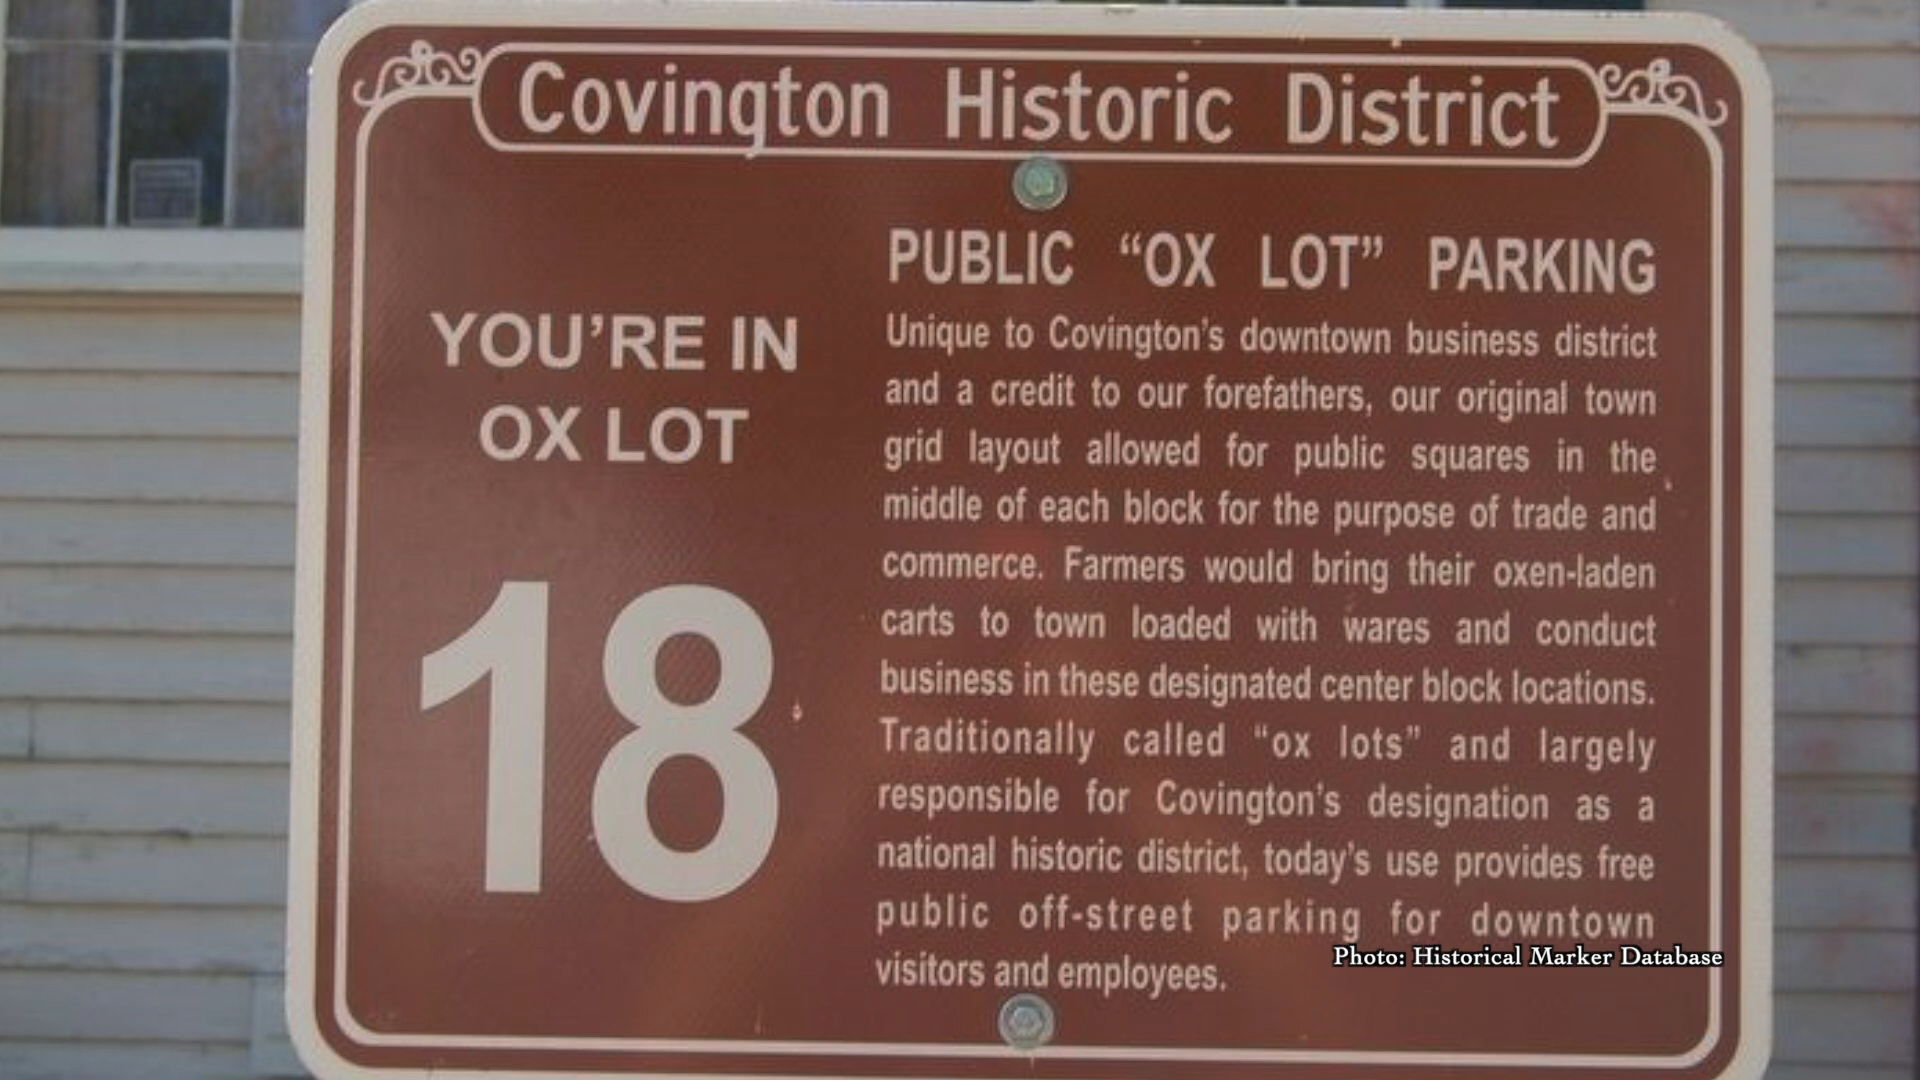 Covington Historic District
YOU'RE IN
OX LOT
18
PUBLIC “OX LOT” PARKING
Unique to Covington's downtown business district
and a credit to our forefathers, our original town
grid layout allowed for public squares in the
middle of each block for the purpose of trade and
commerce. Farmers would bring their oxen-laden
carts to town loaded with wares and conduct
business in these designated center block locations.
Traditionally called “ox lots” and largely
responsible for Covington's designation as a
national historic district, today's use provides free
public off-street parking for downtown
visitors and employees.
Photo: Historical Marker Database